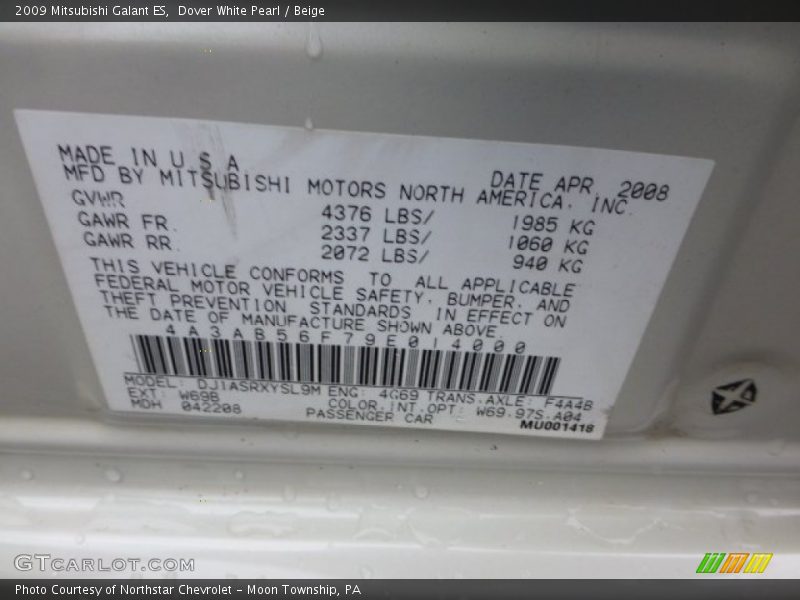 2009 Mitsubishi Galant ES, Dover White Pearl / Beige
MADE IN U S A DATE APR. 2008
MFD BY MITSUBISHI MOTORS NORTH AMERICA, INC.
GVWR 4376 LBS/ 1985 KG
GAWR FR. 2337 LBS/ 1060 KG
GAWR RR. 2072 LBS/ 940 KG
THIS VEHICLE CONFORMS TO ALL APPLICABLE
FEDERAL MOTOR VEHICLE SAFETY, BUMPER, AND
THEFT PREVENTION STANDARDS IN EFFECT ON
THE DATE OF MANUFACTURE SHOWN ABOVE.
4A3AB56F79E014000
MODEL: DJ1ASRXYSL9M ENG: 4G69 TRANS.AXLE: F4A4B
EXT: W69B COLOR.INT.OPT: W69.97S.A04
MDH 042208 PASSENGER CAR MU001418
GTCARLOT.COM
Photo Courtesy of Northstar Chevrolet - Moon Township, PA